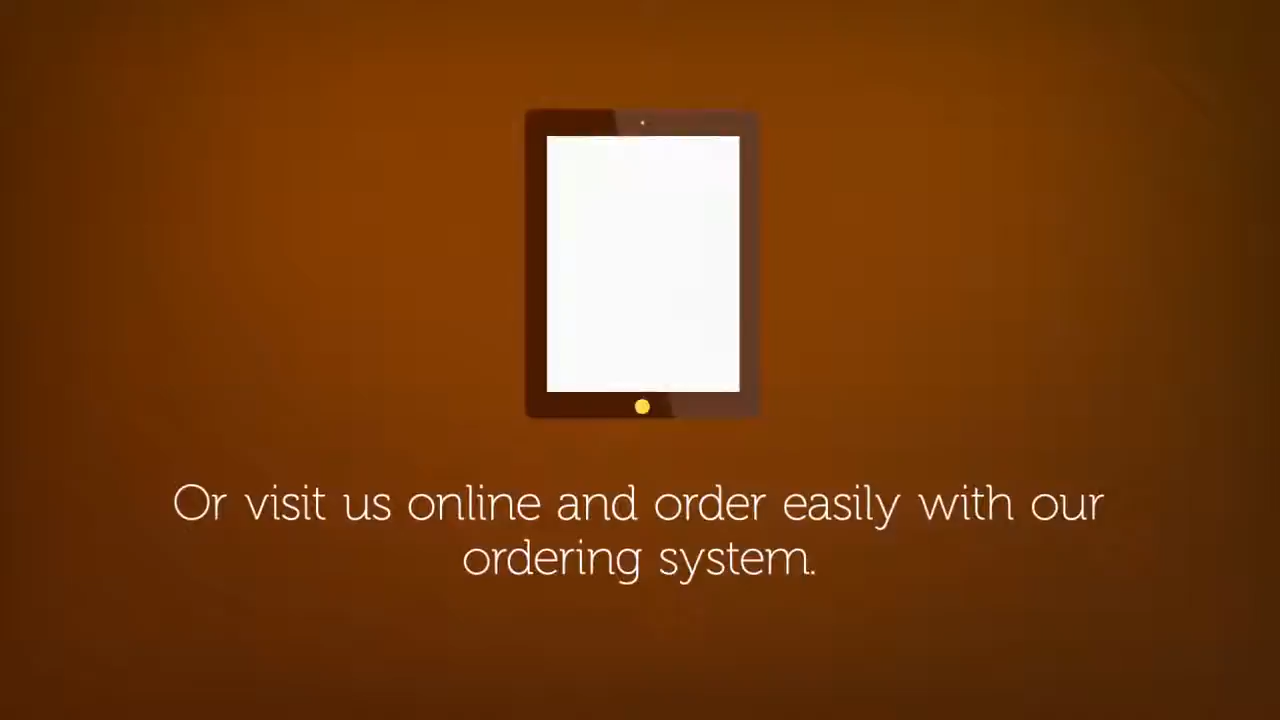 Or visit us online and order easily with our
ordering system.